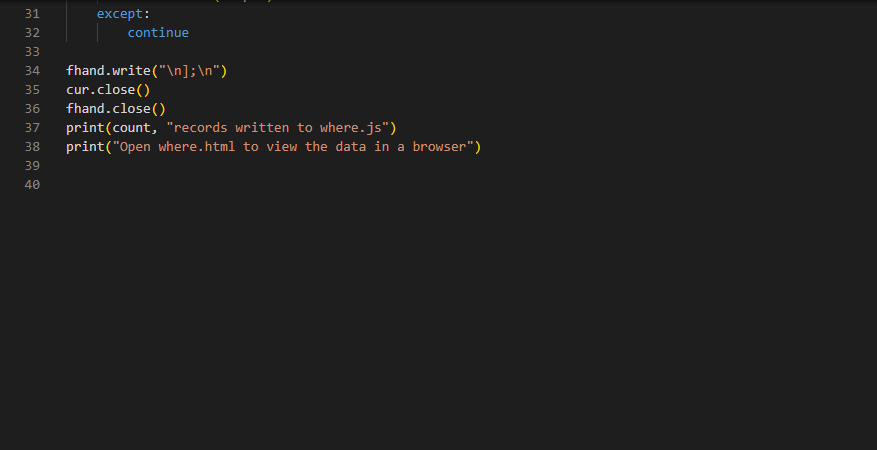 31 except:
32 continue
33
34 fhand.write("\n];\n")
35 cur.close()
36 fhand.close()
37 print(count, "records written to where.js")
38 print("Open where.html to view the data in a browser")
39
40